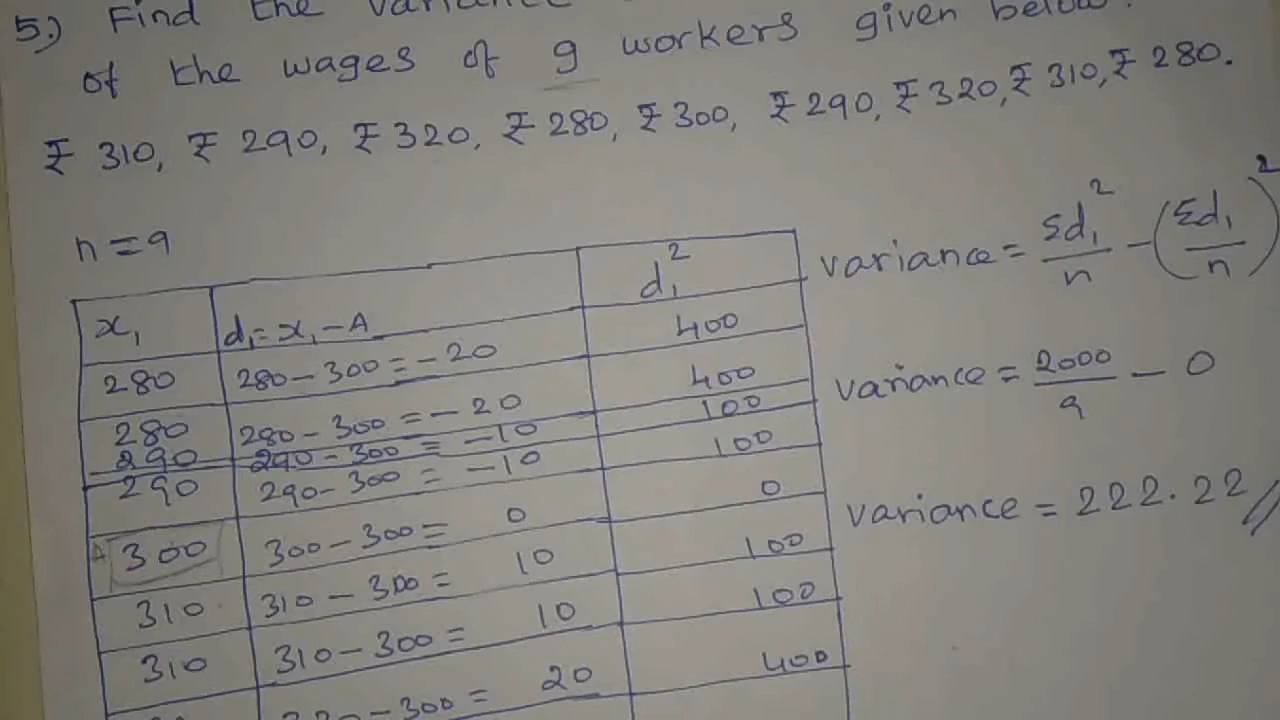 5.) Find the variance
of the wages of 9 workers given below.
₹ 310, ₹ 290, ₹ 320, ₹ 280, ₹ 300, ₹ 290, ₹ 320, ₹ 310, ₹ 280.
n = 9
variance = Σd₁²/n - (Σd₁/n)²
x₁ d₁ = x₁ - A d₁²
280 280 - 300 = - 20 400
280 280 - 300 = - 20 400
290 290 - 300 = - 10 100
290 290 - 300 = - 10 100
A 300 300 - 300 = 0 0
310 310 - 300 = 10 100
310 310 - 300 = 10 100
- 300 = 20 400
variance = 2000/9 - 0
variance = 222.22 //